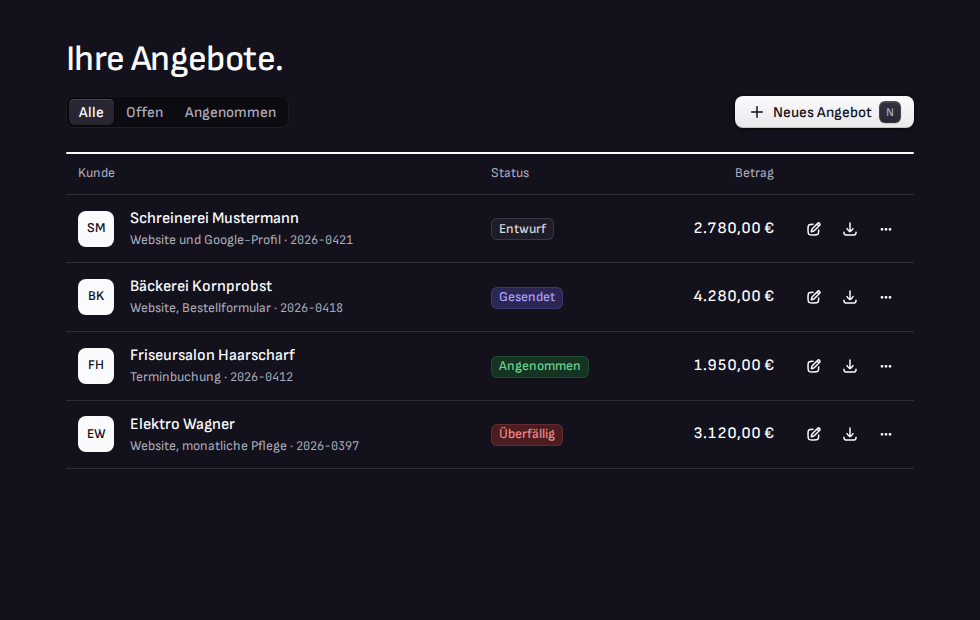 Ihre Angebote.
Alle Offen Angenommen
Neues Angebot N
Kunde Status Betrag
SM Schreinerei Mustermann Entwurf 2.780,00 €
Website und Google-Profil · 2026-0421
BK Bäckerei Kornprobst Gesendet 4.280,00 €
Website, Bestellformular · 2026-0418
FH Friseursalon Haarscharf Angenommen 1.950,00 €
Terminbuchung · 2026-0412
EW Elektro Wagner Überfällig 3.120,00 €
Website, monatliche Pflege · 2026-0397